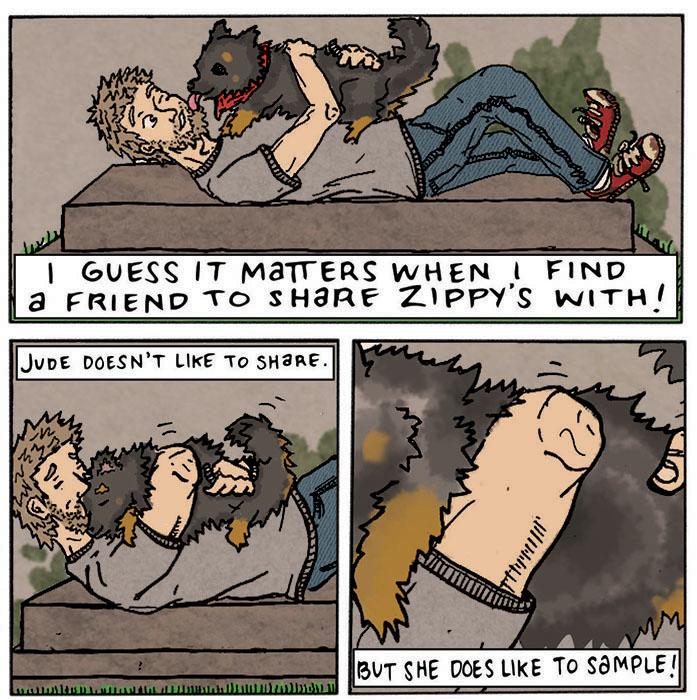 I GUESS IT MaTTERS WHEN I FIND
a FRIEND TO SHaRE ZIPPY'S WITH!
JUDE DOESN'T LIKE TO SHaRE.
BUT SHE DOES LIKE TO SaMPLE!